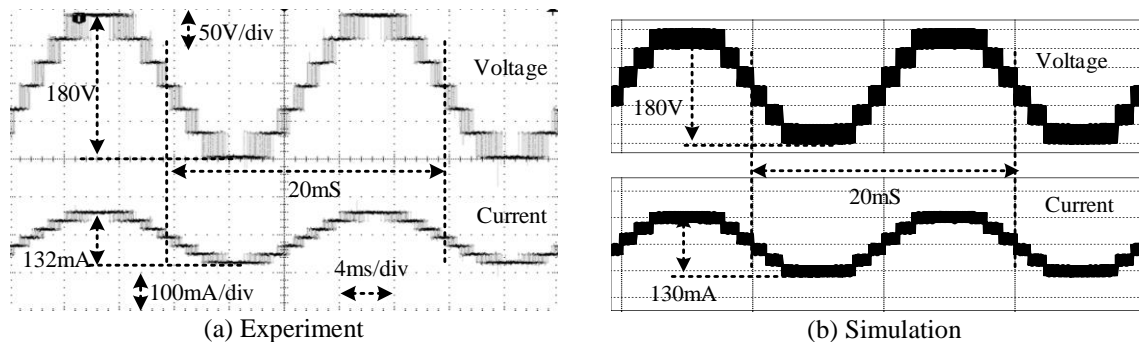 50V/div
Voltage
180V
20mS
Current
132mA
4ms/div
100mA/div
(a) Experiment
Voltage
180V
20mS
Current
130mA
(b) Simulation